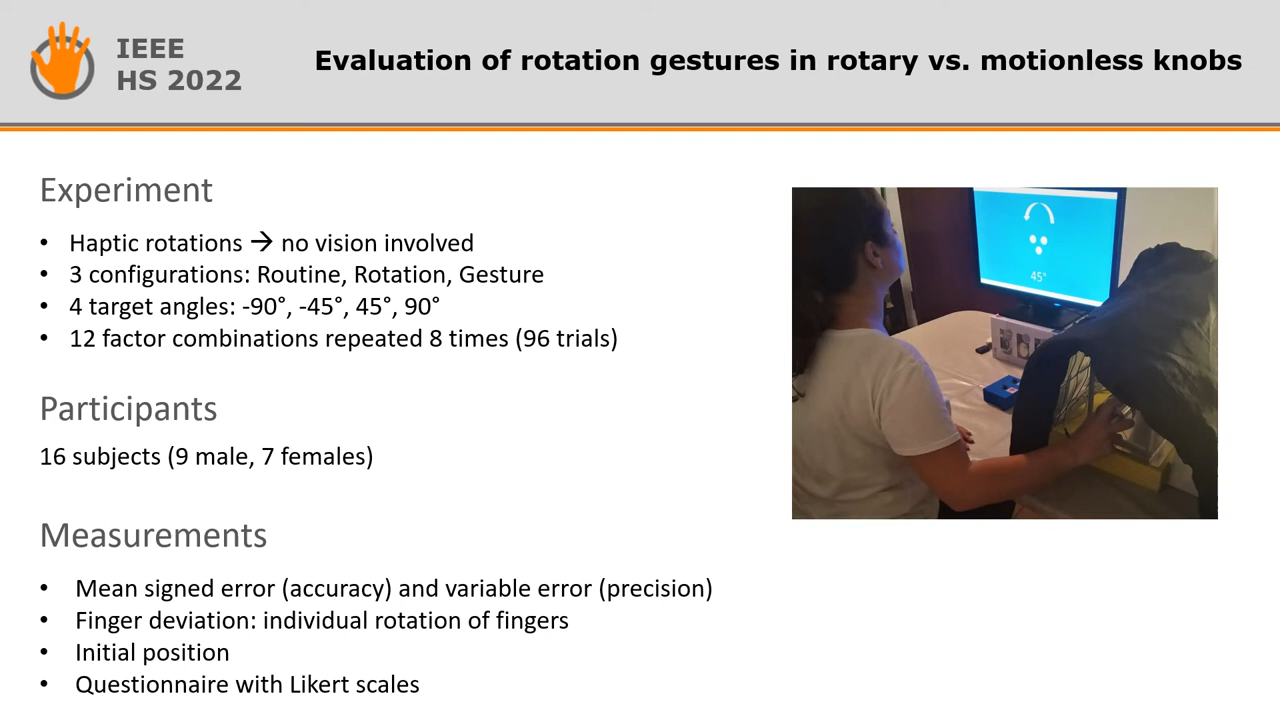 IEEE
HS 2022
Evaluation of rotation gestures in rotary vs. motionless knobs
Experiment
• Haptic rotations → no vision involved
• 3 configurations: Routine, Rotation, Gesture
• 4 target angles: -90°, -45°, 45°, 90°
• 12 factor combinations repeated 8 times (96 trials)
45°
Participants
16 subjects (9 male, 7 females)
Measurements
• Mean signed error (accuracy) and variable error (precision)
• Finger deviation: individual rotation of fingers
• Initial position
• Questionnaire with Likert scales